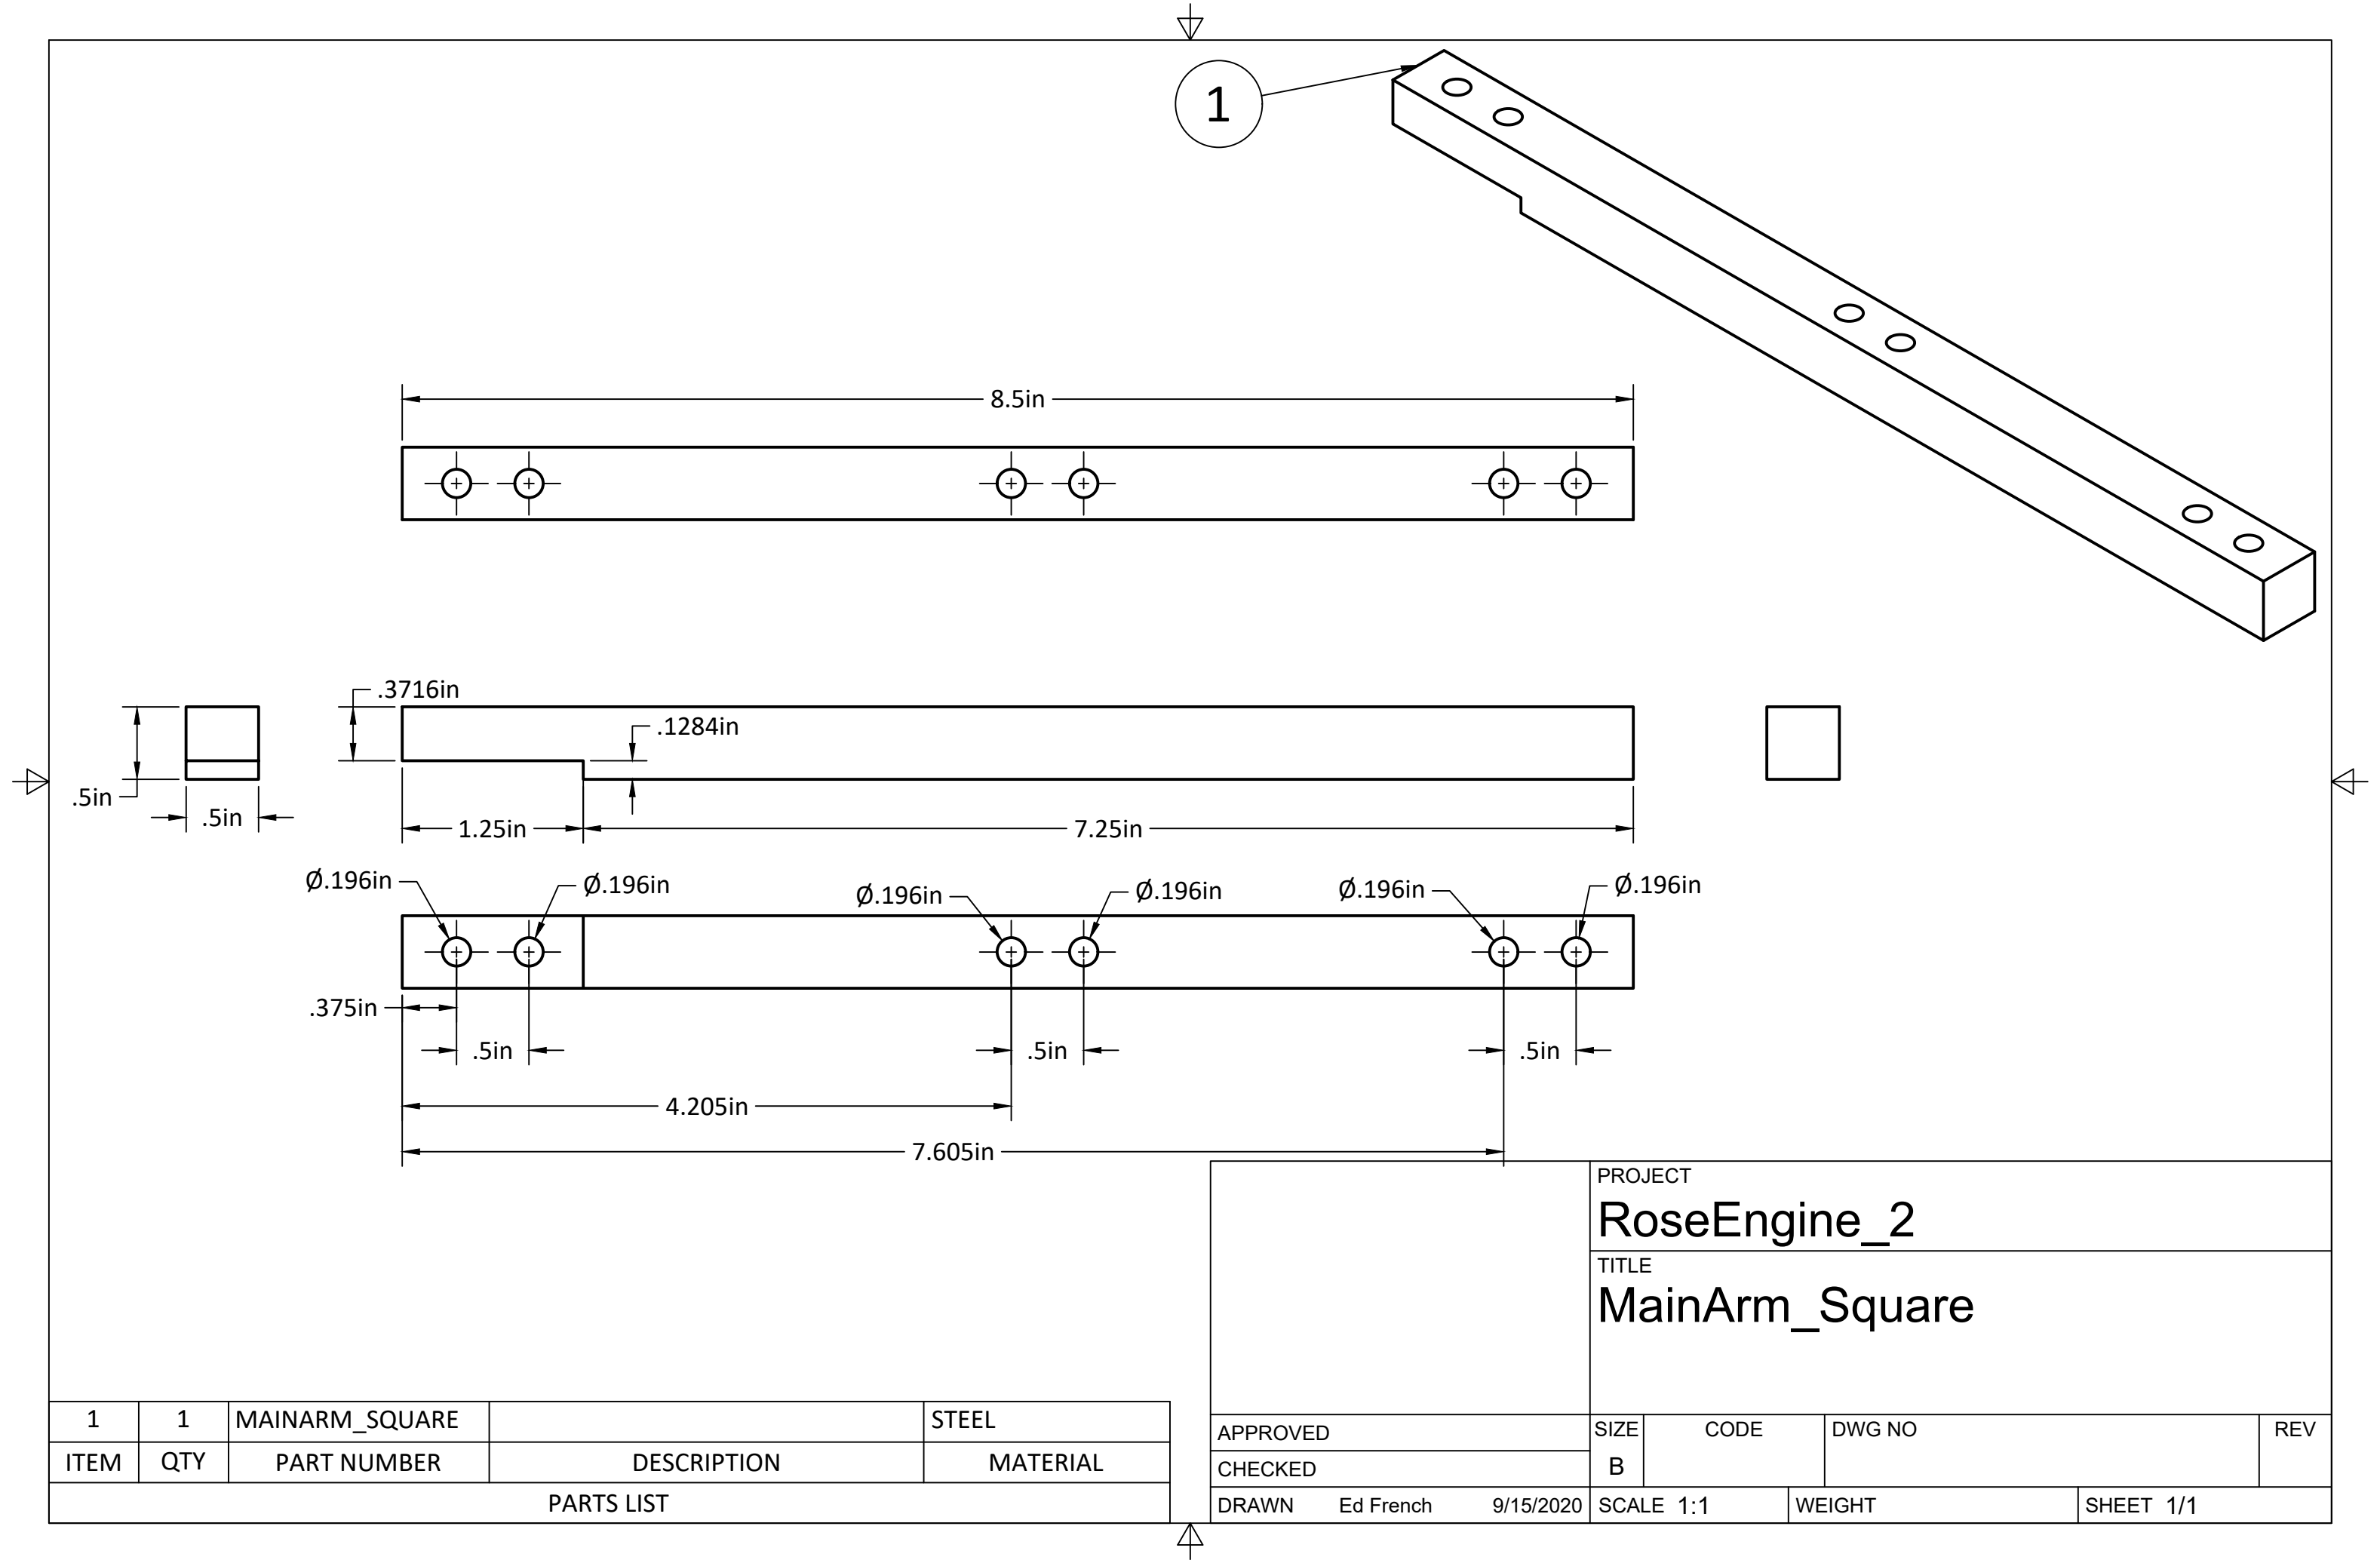 1
8.5in
.3716in
.1284in
.5in
.5in
1.25in
7.25in
Ø.196in
Ø.196in
Ø.196in
Ø.196in
Ø.196in
Ø.196in
.375in
.5in
.5in
.5in
4.205in
7.605in
PROJECT
RoseEngine_2
TITLE
MainArm_Square
1 1 MAINARM_SQUARE STEEL
ITEM QTY PART NUMBER DESCRIPTION MATERIAL
PARTS LIST
APPROVED
CHECKED
DRAWN Ed French 9/15/2020
SIZE CODE DWG NO REV
B
SCALE 1:1 WEIGHT SHEET 1/1